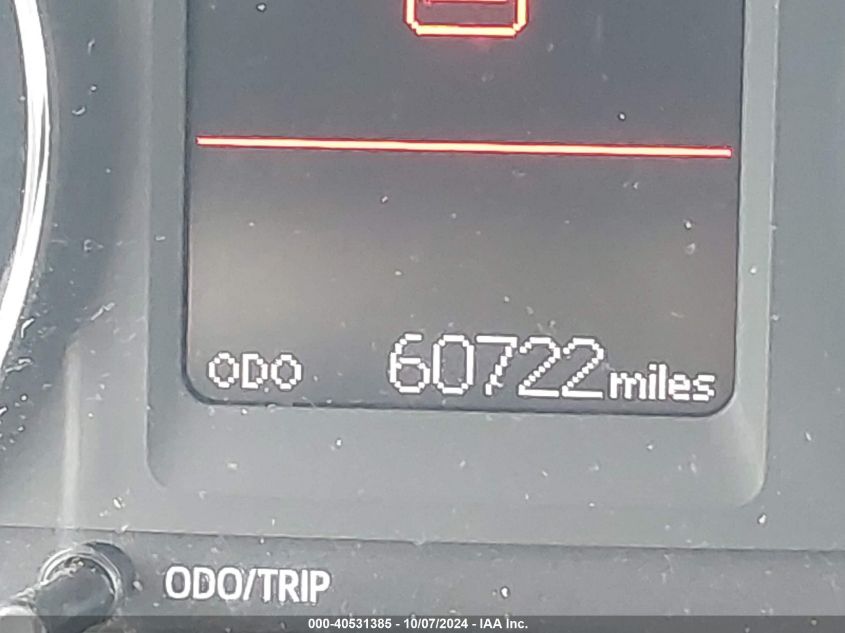 ODO 60722 miles
ODO/TRIP
000-40531385 - 10/07/2024 - IAA Inc.